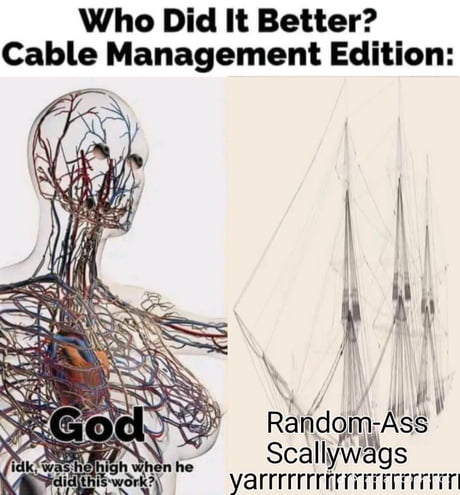 Who Did It Better?
Cable Management Edition:
God
idk, was he high when he
did this work?
Random-Ass
Scallywags
yarrrrrrrrrrrrrrrrrrrrrrr